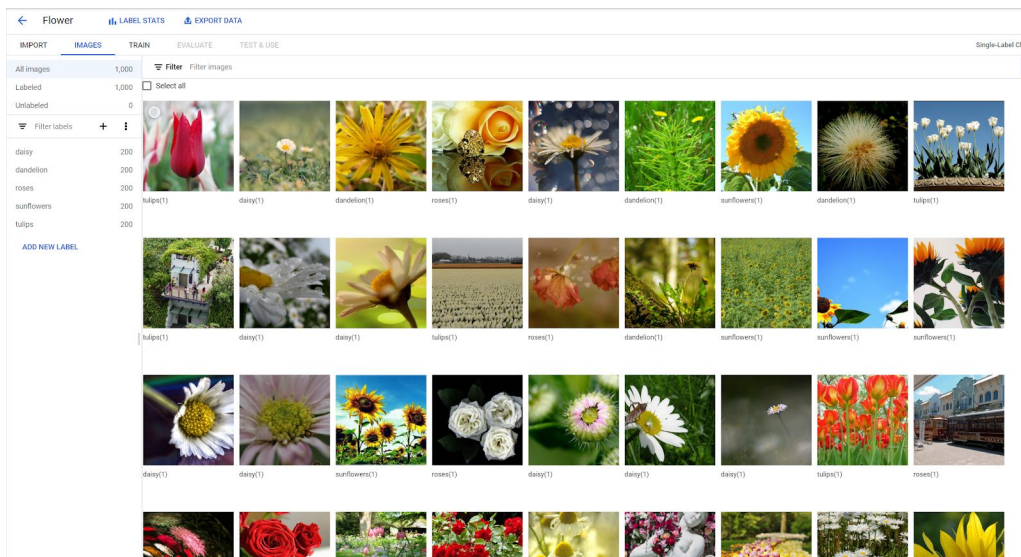 Flower LABEL STATS EXPORT DATA
IMPORT IMAGES TRAIN EVALUATE TEST & USE Single-Label Cl
All images 1,000
Labeled 1,000
Unlabeled 0
Filter Filter images
Select all
Filter labels
daisy 200
dandelion 200
roses 200
sunflowers 200
tulips 200
ADD NEW LABEL
tulips(1) daisy(1) dandelion(1) roses(1) daisy(1) dandelion(1) sunflowers(1) dandelion(1) tulips(1)
tulips(1) daisy(1) daisy(1) tulips(1) roses(1) dandelion(1) sunflowers(1) sunflowers(1) sunflowers(1)
daisy(1) daisy(1) sunflowers(1) roses(1) daisy(1) daisy(1) daisy(1) tulips(1) roses(1)